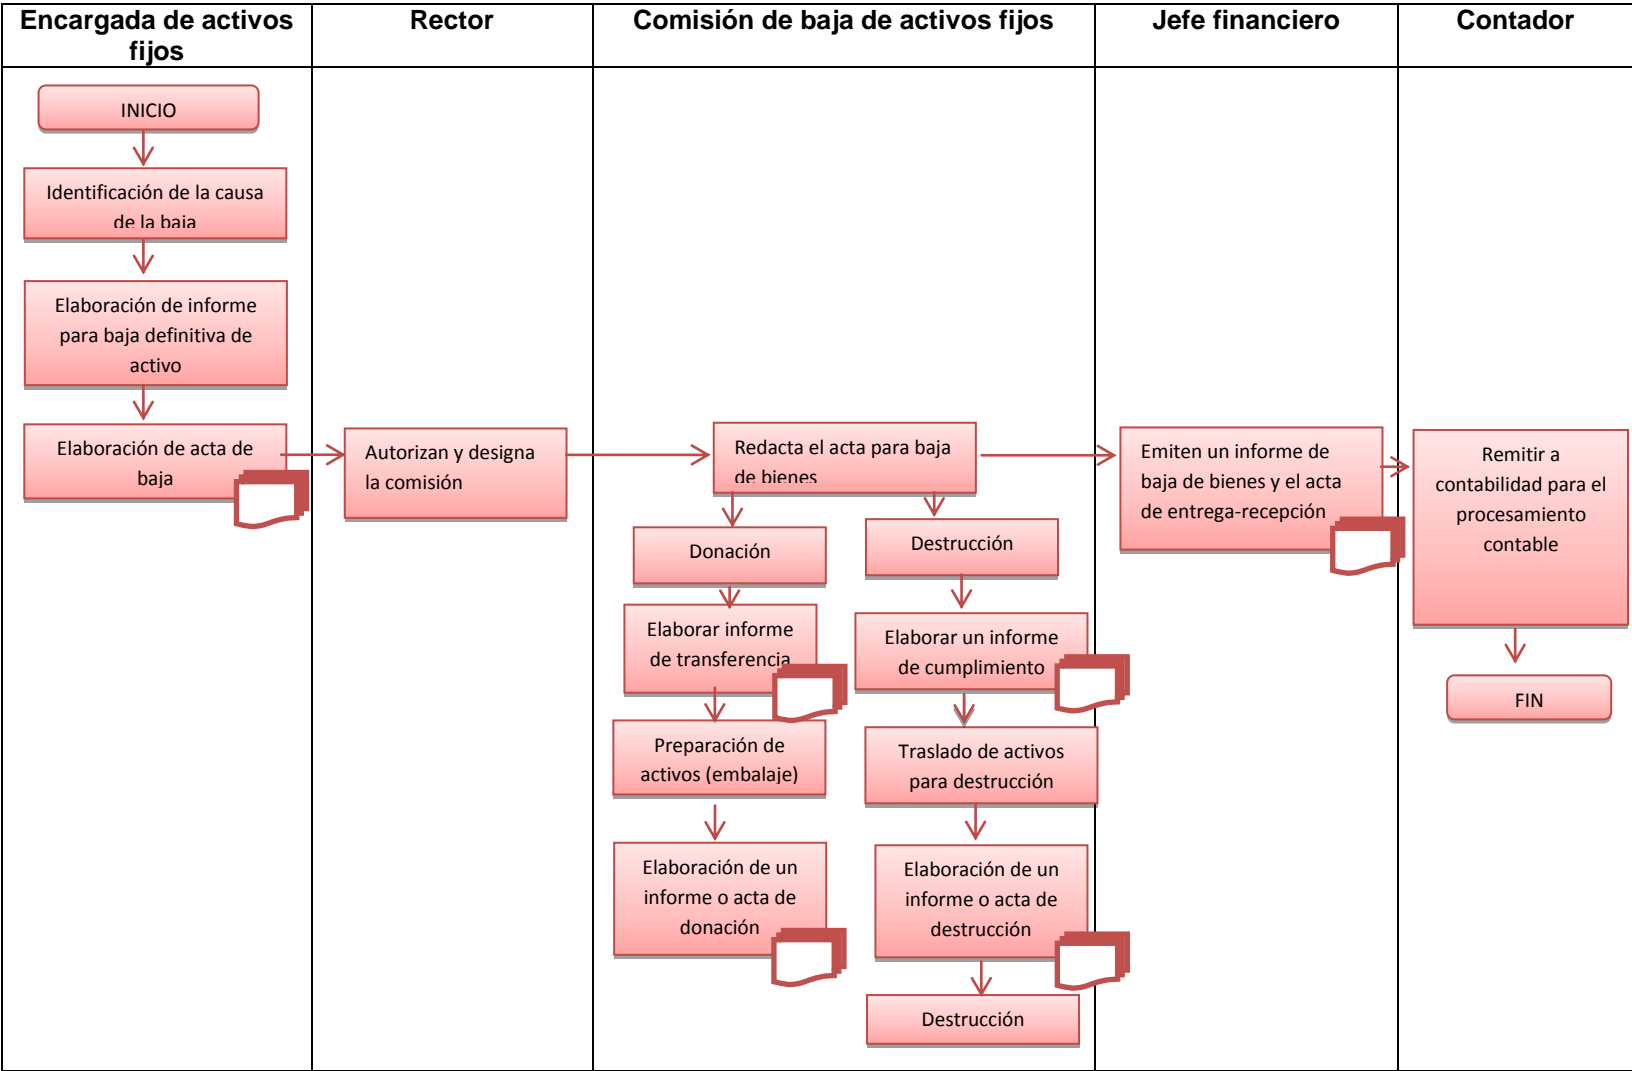 Encargada de activos
fijos
Rector
Comisión de baja de activos fijos
Jefe financiero
Contador
INICIO
Identificación de la causa
de la baja
Elaboración de informe
para baja definitiva de
activo
Elaboración de acta de
baja
Autorizan y designa
la comisión
Redacta el acta para baja
de bienes
Donación
Elaborar informe
de transferencia
Preparación de
activos (embalaje)
Elaboración de un
informe o acta de
donación
Destrucción
Elaborar un informe
de cumplimiento
Traslado de activos
para destrucción
Elaboración de un
informe o acta de
destrucción
Destrucción
Emiten un informe de
baja de bienes y el acta
de entrega-recepción
Remitir a
contabilidad para el
procesamiento
contable
FIN